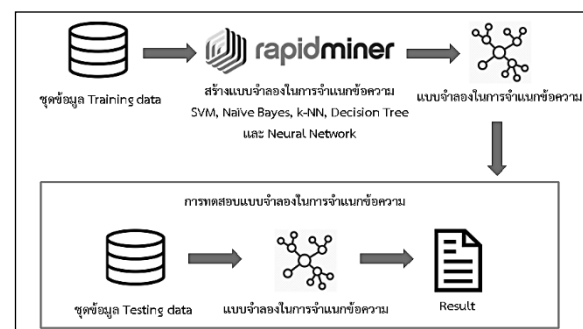 rapidminer
ชุดข้อมูล Training data
สร้างแบบจำลองในการจำแนกข้อความ
SVM, Naïve Bayes, k-NN, Decision Tree
และ Neural Network
แบบจำลองในการจำแนกข้อความ
การทดสอบแบบจำลองในการจำแนกข้อความ
ชุดข้อมูล Testing data
แบบจำลองในการจำแนกข้อความ
Result